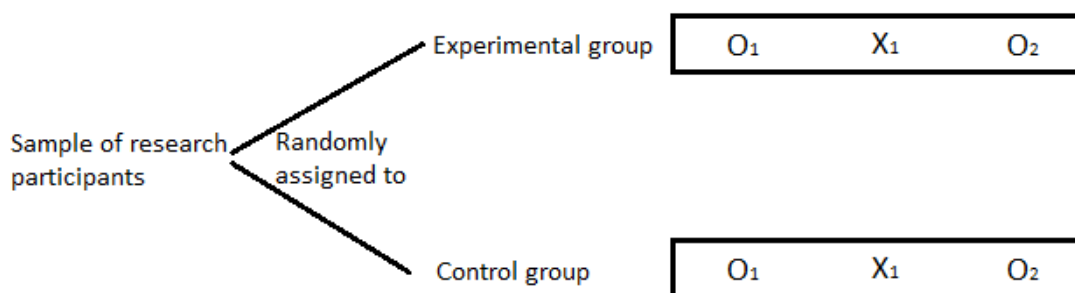 Experimental group O₁ X₁ O₂
Sample of research Randomly
participants assigned to
Control group O₁ X₁ O₂